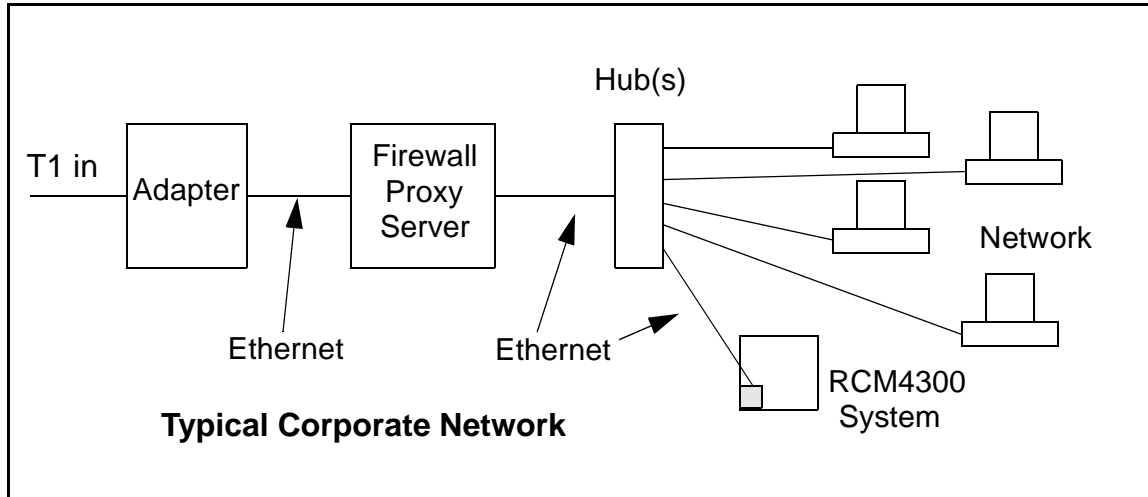 Hub(s)
T1 in
Adapter
Firewall
Proxy
Server
Network
Ethernet
Ethernet
RCM4300
System
Typical Corporate Network